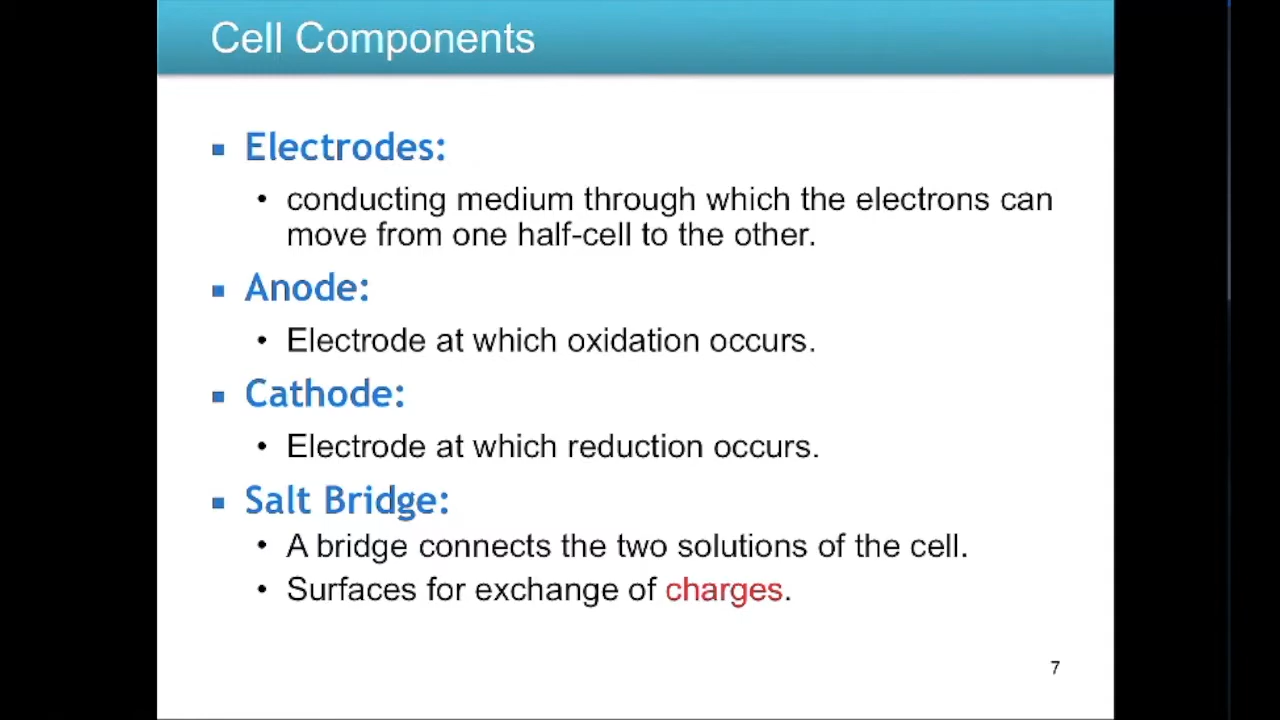 Cell Components
▪ Electrodes:
• conducting medium through which the electrons can
move from one half-cell to the other.
▪ Anode:
• Electrode at which oxidation occurs.
▪ Cathode:
• Electrode at which reduction occurs.
▪ Salt Bridge:
• A bridge connects the two solutions of the cell.
• Surfaces for exchange of charges.
7